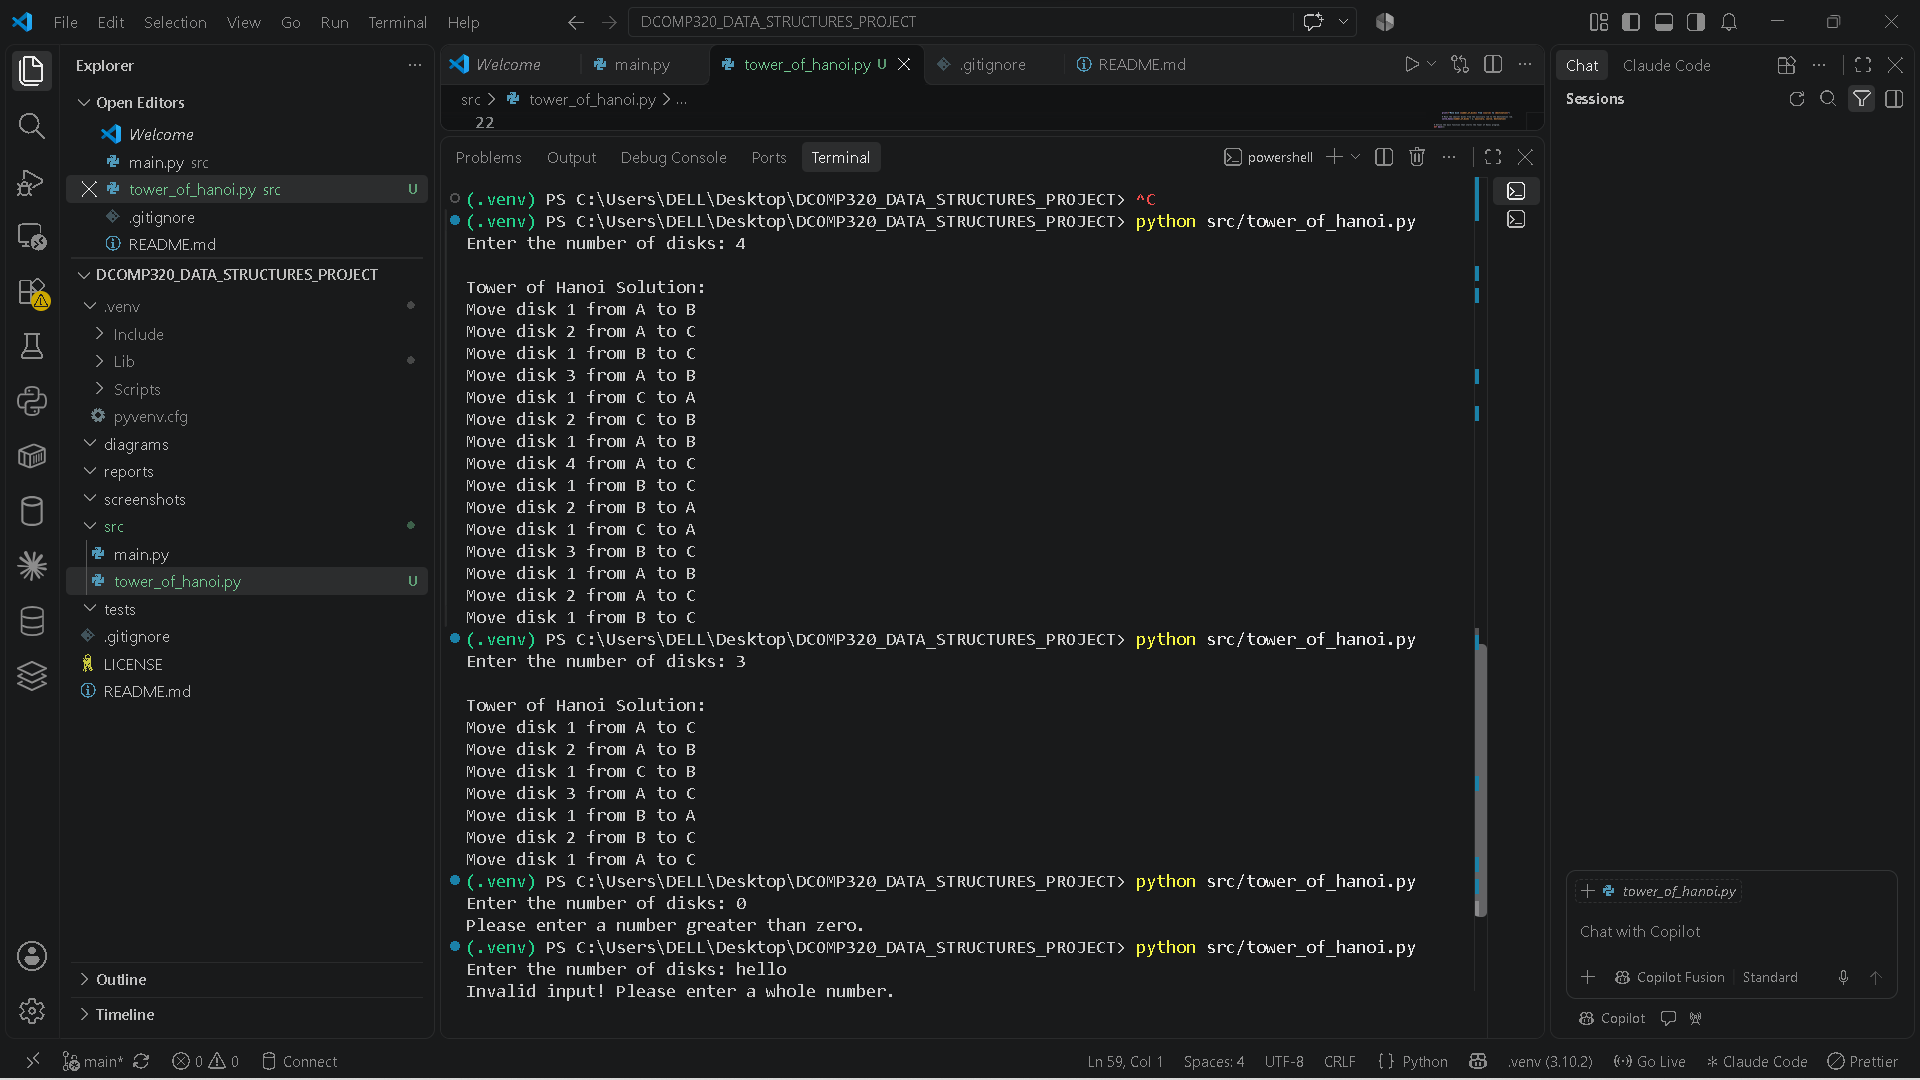 File Edit Selection View Go Run Terminal Help
DCOMP320_DATA_STRUCTURES_PROJECT
Explorer
Open Editors
Welcome
main.py src
tower_of_hanoi.py src U
.gitignore
README.md
DCOMP320_DATA_STRUCTURES_PROJECT
.venv
Include
Lib
Scripts
pyvenv.cfg
diagrams
reports
screenshots
src
main.py
tower_of_hanoi.py U
tests
.gitignore
LICENSE
README.md
Outline
Timeline
Welcome main.py tower_of_hanoi.py U .gitignore README.md
src > tower_of_hanoi.py > ...
22
Problems Output Debug Console Ports Terminal
powershell
(.venv) PS C:\Users\DELL\Desktop\DCOMP320_DATA_STRUCTURES_PROJECT> ^C
(.venv) PS C:\Users\DELL\Desktop\DCOMP320_DATA_STRUCTURES_PROJECT> python src/tower_of_hanoi.py
Enter the number of disks: 4
Tower of Hanoi Solution:
Move disk 1 from A to B
Move disk 2 from A to C
Move disk 1 from B to C
Move disk 3 from A to B
Move disk 1 from C to A
Move disk 2 from C to B
Move disk 1 from A to B
Move disk 4 from A to C
Move disk 1 from B to C
Move disk 2 from B to A
Move disk 1 from C to A
Move disk 3 from B to C
Move disk 1 from A to B
Move disk 2 from A to C
Move disk 1 from B to C
(.venv) PS C:\Users\DELL\Desktop\DCOMP320_DATA_STRUCTURES_PROJECT> python src/tower_of_hanoi.py
Enter the number of disks: 3
Tower of Hanoi Solution:
Move disk 1 from A to C
Move disk 2 from A to B
Move disk 1 from C to B
Move disk 3 from A to C
Move disk 1 from B to A
Move disk 2 from B to C
Move disk 1 from A to C
(.venv) PS C:\Users\DELL\Desktop\DCOMP320_DATA_STRUCTURES_PROJECT> python src/tower_of_hanoi.py
Enter the number of disks: 0
Please enter a number greater than zero.
(.venv) PS C:\Users\DELL\Desktop\DCOMP320_DATA_STRUCTURES_PROJECT> python src/tower_of_hanoi.py
Enter the number of disks: hello
Invalid input! Please enter a whole number.
Chat Claude Code
Sessions
tower_of_hanoi.py
Chat with Copilot
Copilot Fusion Standard
Copilot
main* 0 0 Connect
Ln 59, Col 1 Spaces: 4 UTF-8 CRLF {} Python .venv (3.10.2) Go Live Claude Code Prettier